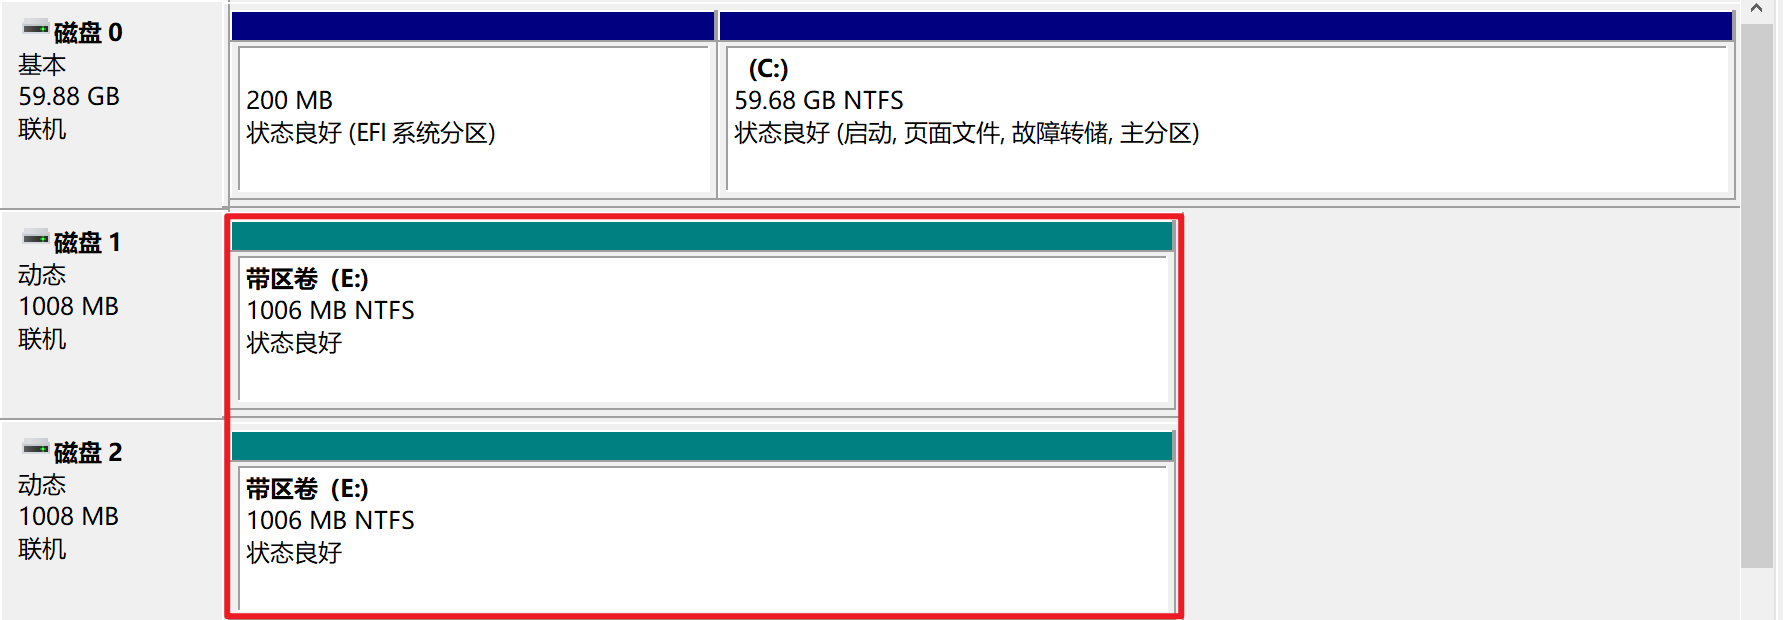 磁盘 0
基本
59.88 GB
联机
200 MB
状态良好 (EFI 系统分区)
(C:)
59.68 GB NTFS
状态良好 (启动, 页面文件, 故障转储, 主分区)
磁盘 1
动态
1008 MB
联机
带区卷 (E:)
1006 MB NTFS
状态良好
磁盘 2
动态
1008 MB
联机
带区卷 (E:)
1006 MB NTFS
状态良好